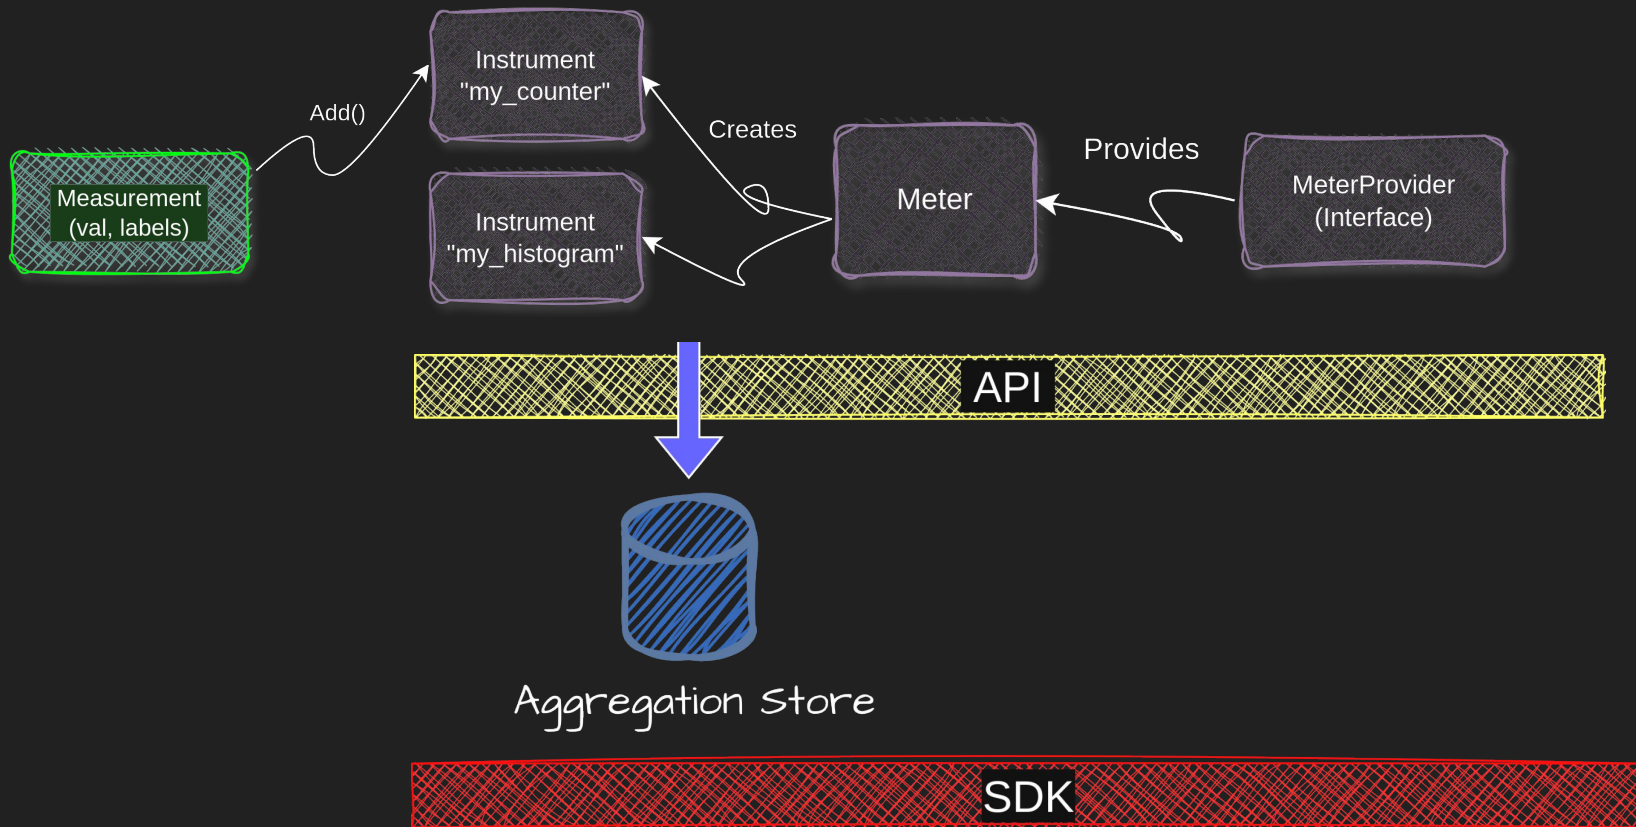 Instrument
"my_counter"
Add()
Creates
Provides
Measurement
(val, labels)
Instrument
"my_histogram"
Meter
MeterProvider
(Interface)
API
Aggregation Store
SDK